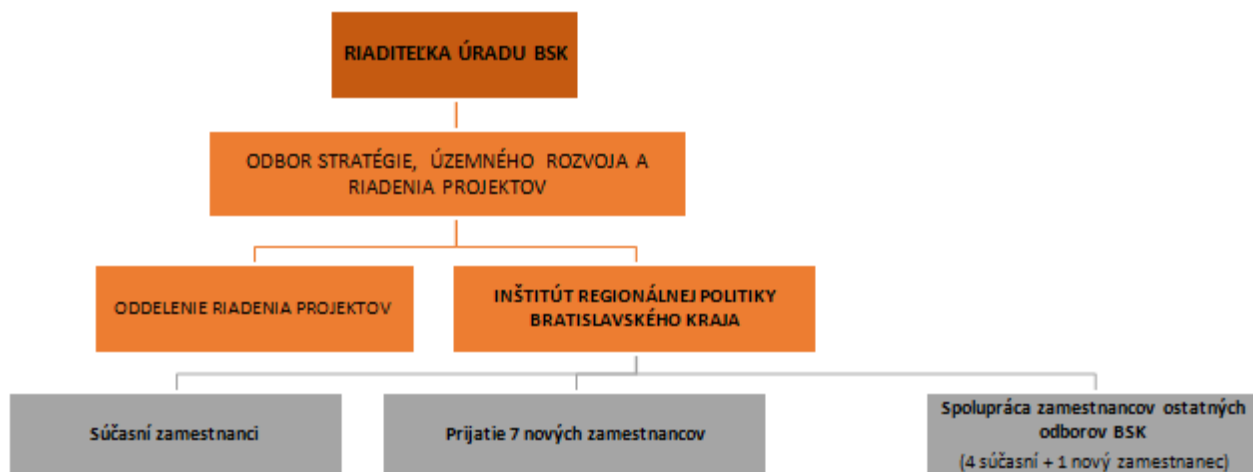 RIADITEĽKA ÚRADU BSK
ODBOR STRATÉGIE, ÚZEMNÉHO ROZVOJA A
RIADENIA PROJEKTOV
ODDELENIE RIADENIA PROJEKTOV
INŠTITÚT REGIONÁLNEJ POLITIKY
BRATISLAVSKÉHO KRAJA
Súčasní zamestnanci
Prijatie 7 nových zamestnancov
Spolupráca zamestnancov ostatných
odborov BSK
(4 súčasní + 1 nový zamestnanec)